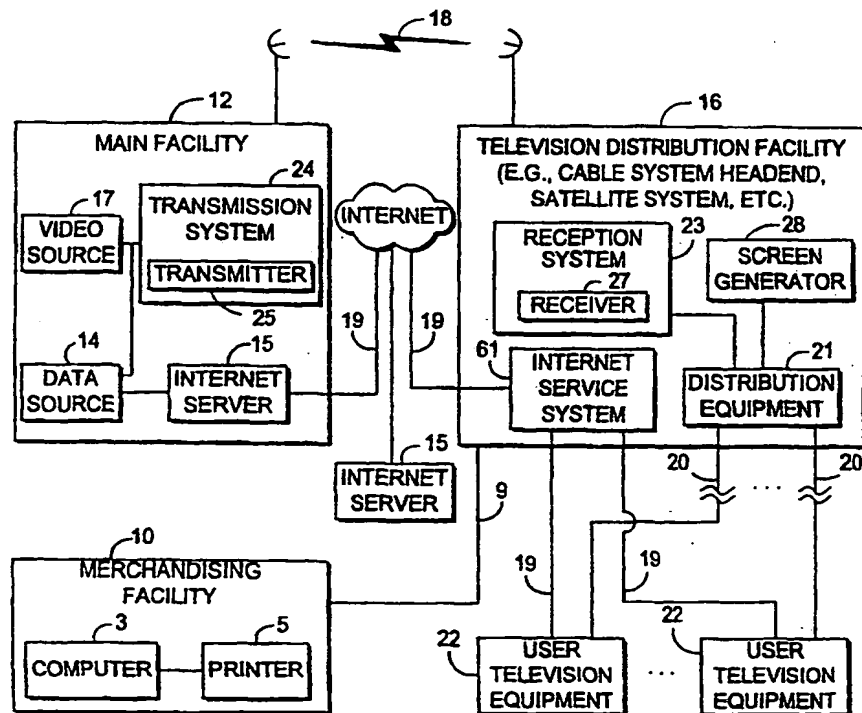 18
12
MAIN FACILITY
24
17
VIDEO
SOURCE
TRANSMISSION
SYSTEM
TRANSMITTER
25
14
DATA
SOURCE
15
INTERNET
SERVER
INTERNET
19
19
15
INTERNET
SERVER
16
TELEVISION DISTRIBUTION FACILITY
(E.G., CABLE SYSTEM HEADEND,
SATELLITE SYSTEM, ETC.)
RECEPTION
SYSTEM
23
27
RECEIVER
28
SCREEN
GENERATOR
61
INTERNET
SERVICE
SYSTEM
21
DISTRIBUTION
EQUIPMENT
20
...
20
9
10
MERCHANDISING
FACILITY
3
COMPUTER
5
PRINTER
19
19
22
USER
TELEVISION
EQUIPMENT
...
22
USER
TELEVISION
EQUIPMENT